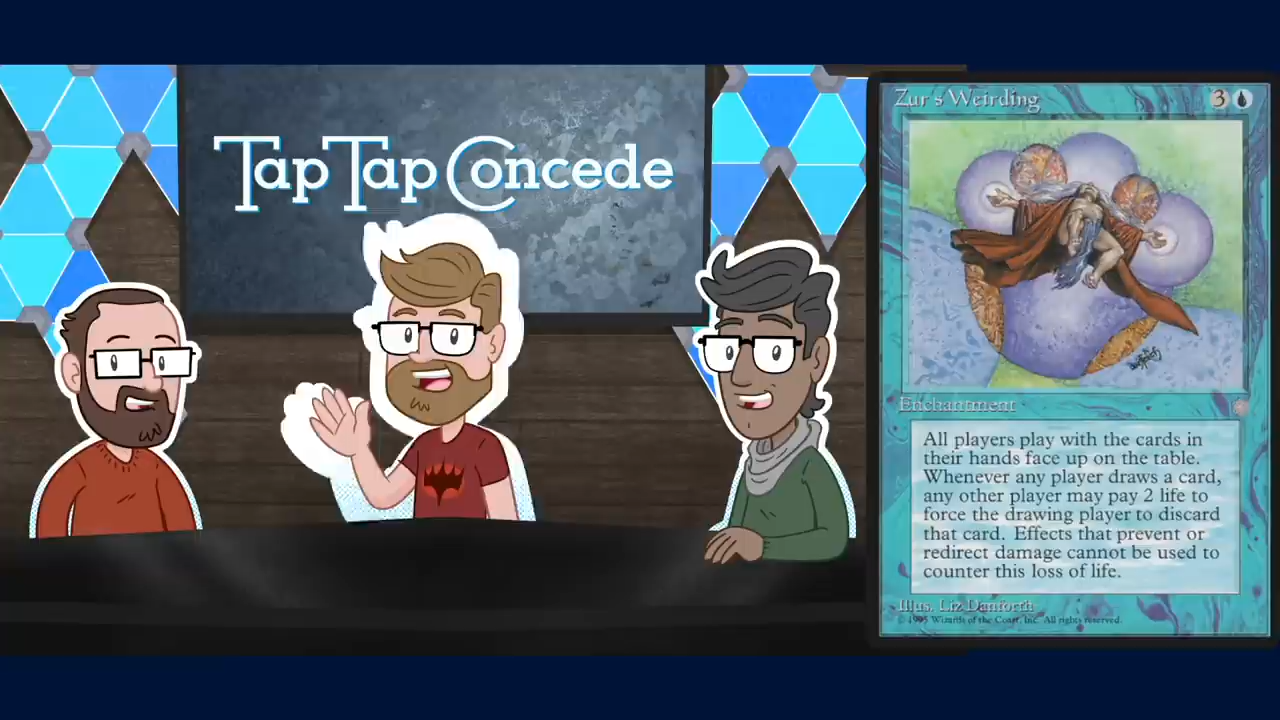 Tap Tap Concede
Zur's Weirding
3
Enchantment
All players play with the cards in
their hands face up on the table.
Whenever any player draws a card,
any other player may pay 2 life to
force the drawing player to discard
that card. Effects that prevent or
redirect damage cannot be used to
counter this loss of life.
Illus. Liz Danforth
© 1995 Wizards of the Coast, Inc. All rights reserved.